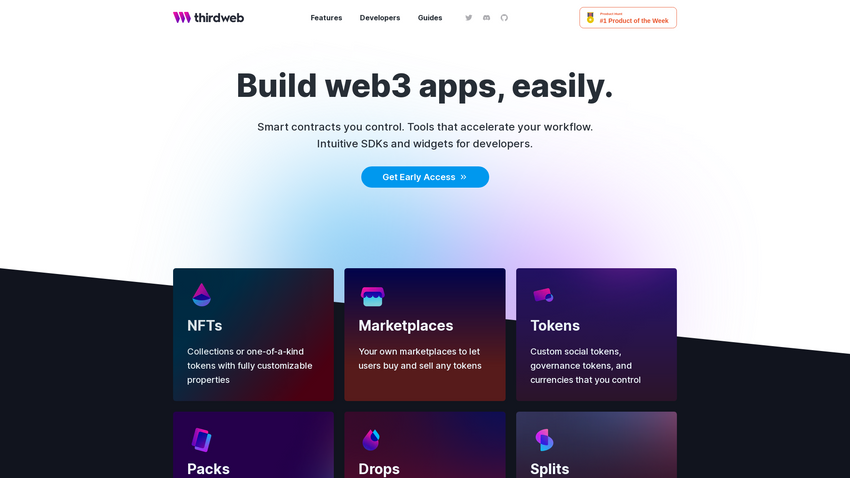 thirdweb
Features
Developers
Guides
Product Hunt
#1 Product of the Week
Build web3 apps, easily.
Smart contracts you control. Tools that accelerate your workflow.
Intuitive SDKs and widgets for developers.
Get Early Access »
NFTs
Collections or one-of-a-kind
tokens with fully customizable
properties
Marketplaces
Your own marketplaces to let
users buy and sell any tokens
Tokens
Custom social tokens,
governance tokens, and
currencies that you control
Packs
Drops
Splits